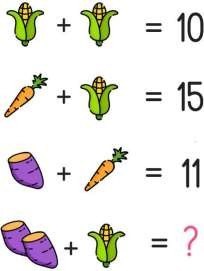 + = 10
+ = 15
+ = 11
+ = ?